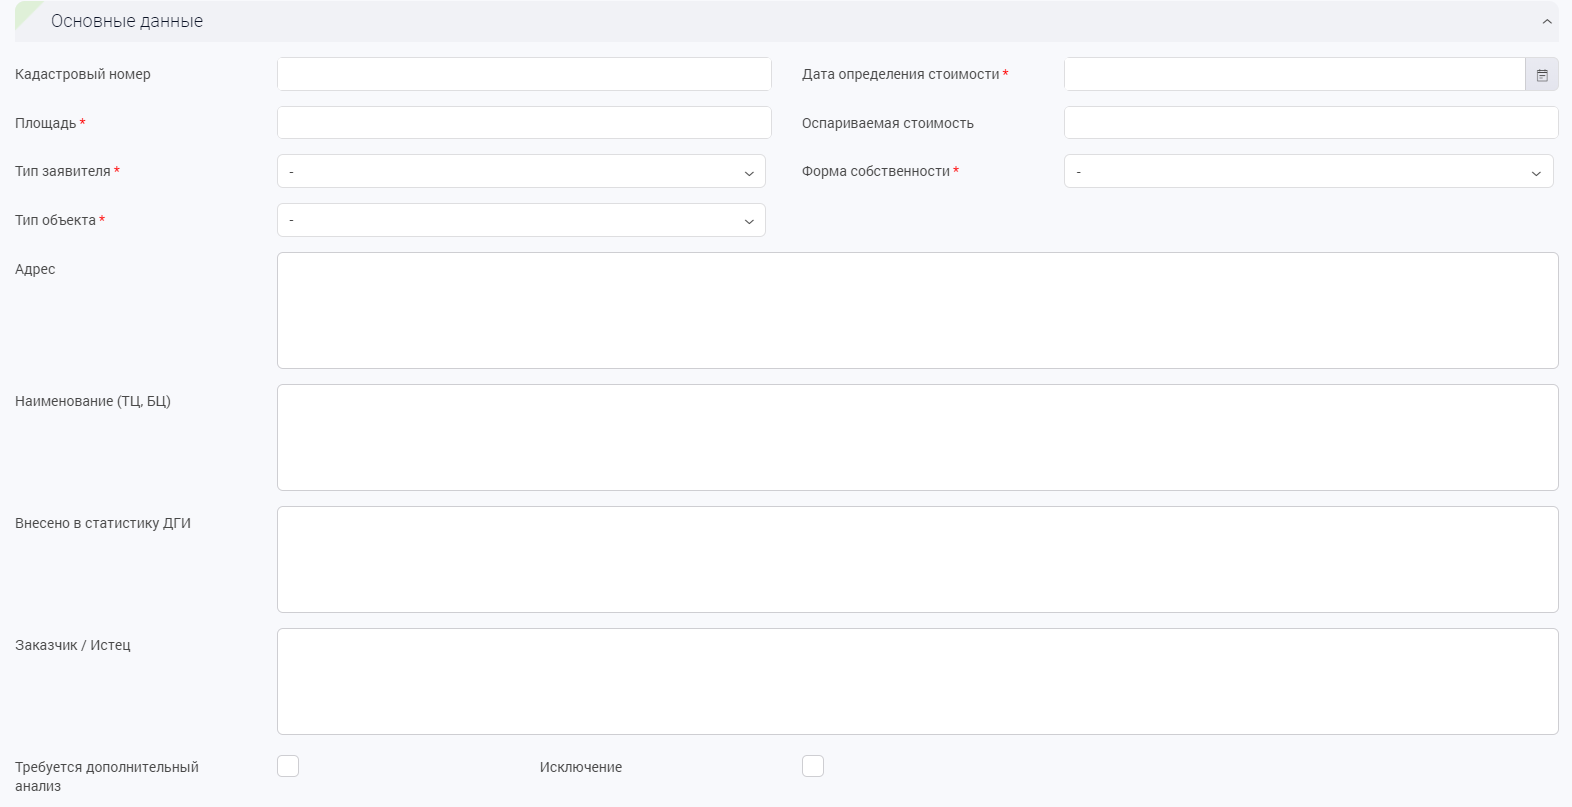 Основные данные
Кадастровый номер
Дата определения стоимости *
Площадь *
Оспариваемая стоимость
Тип заявителя *
-
Форма собственности *
-
Тип объекта *
-
Адрес
Наименование (ТЦ, БЦ)
Внесено в статистику ДГИ
Заказчик / Истец
Требуется дополнительный
анализ
Исключение